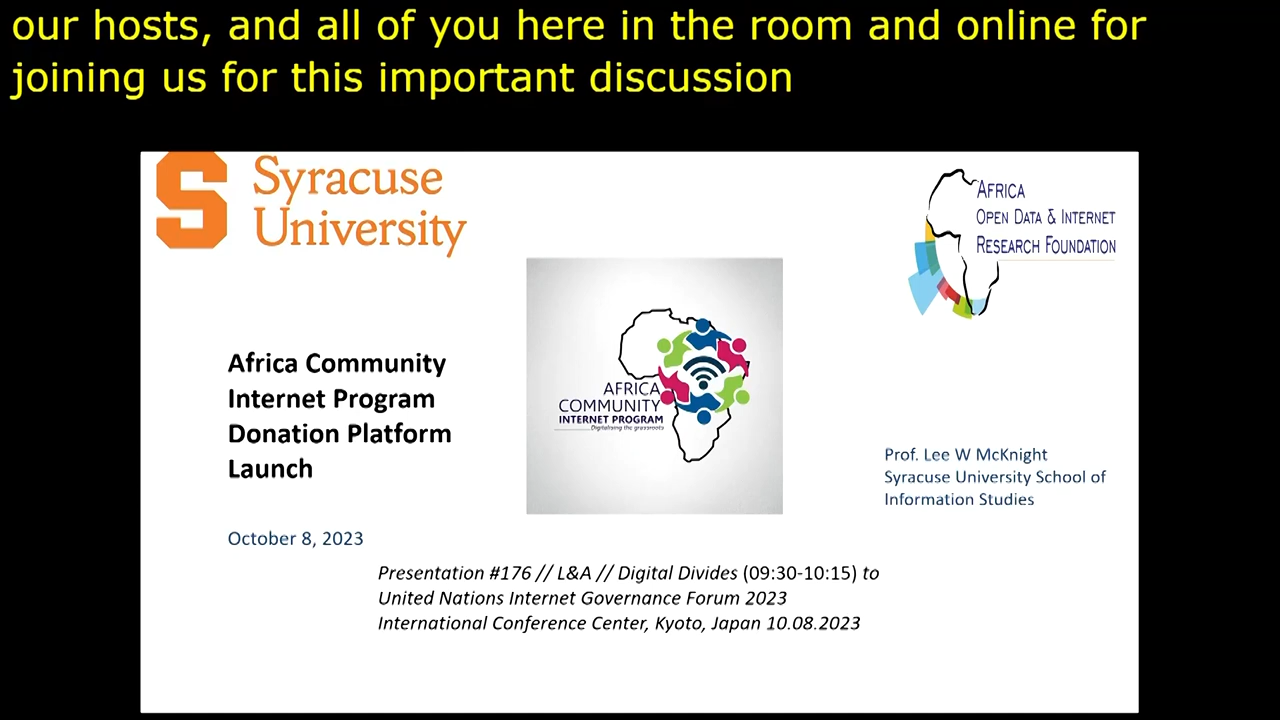 our hosts, and all of you here in the room and online for
joining us for this important discussion
S Syracuse
University
AFRICA
OPEN DATA & INTERNET
RESEARCH FOUNDATION
Africa Community
Internet Program
Donation Platform
Launch
AFRICA
COMMUNITY
INTERNET PROGRAM
Digitalising the grassroots
Prof. Lee W McKnight
Syracuse University School of
Information Studies
October 8, 2023
Presentation #176 // L&A // Digital Divides (09:30-10:15) to
United Nations Internet Governance Forum 2023
International Conference Center, Kyoto, Japan 10.08.2023